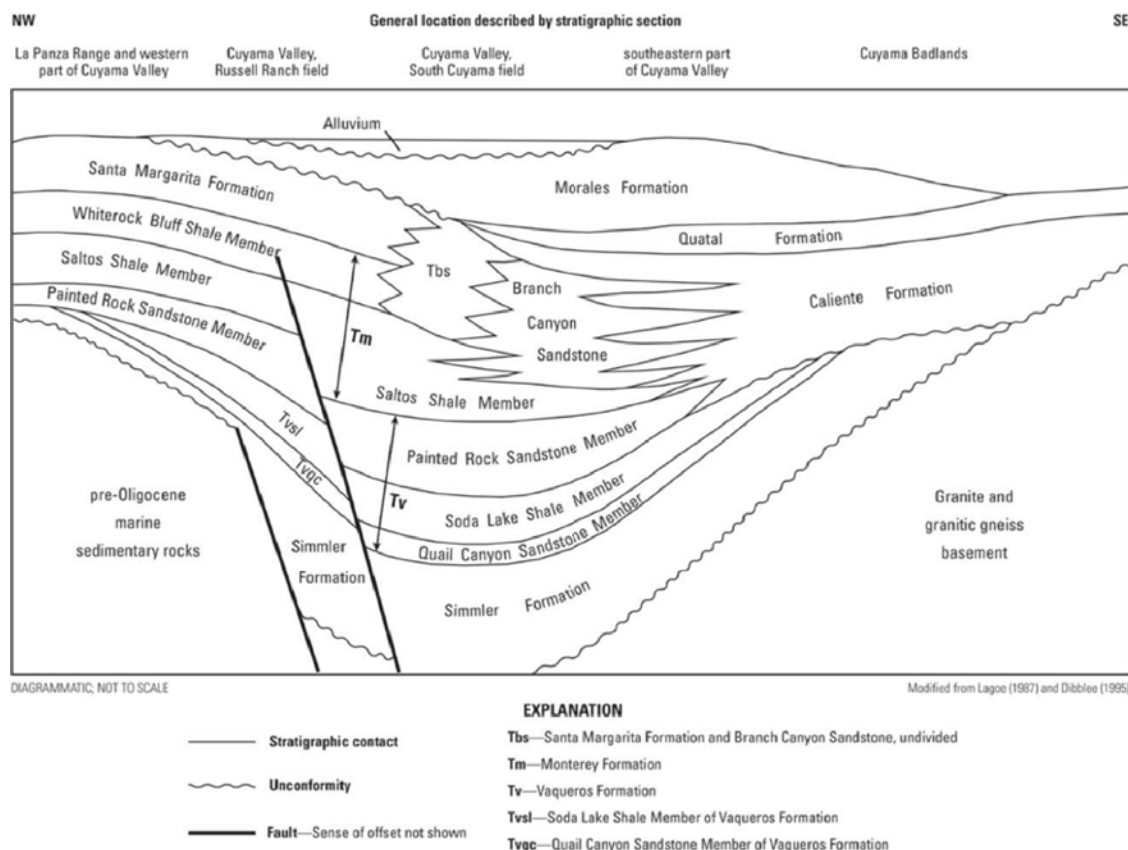 NW General location described by stratigraphic section SE
La Panza Range and western
part of Cuyama Valley
Cuyama Valley,
Russell Ranch field
Cuyama Valley,
South Cuyama field
southeastern part
of Cuyama Valley
Cuyama Badlands
Alluvium
Santa Margarita Formation
Morales Formation
Whiterock Bluff Shale Member
Quatal Formation
Saltos Shale Member
Tbs
Branch
Canyon
Sandstone
Caliente Formation
Painted Rock Sandstone Member
Tm
Saltos Shale Member
Tvsl
Painted Rock Sandstone Member
Tvqc
Tv
Soda Lake Shale Member
Quail Canyon Sandstone Member
pre-Oligocene
marine
sedimentary rocks
Granite and
granitic gneiss
basement
Simmler
Formation
Simmler Formation
DIAGRAMMATIC; NOT TO SCALE
Modified from Lagoe (1987) and Dibblee (1995)
EXPLANATION
Stratigraphic contact
Unconformity
Fault—Sense of offset not shown
Tbs—Santa Margarita Formation and Branch Canyon Sandstone, undivided
Tm—Monterey Formation
Tv—Vaqueros Formation
Tvsl—Soda Lake Shale Member of Vaqueros Formation
Tvqc—Quail Canyon Sandstone Member of Vaqueros Formation